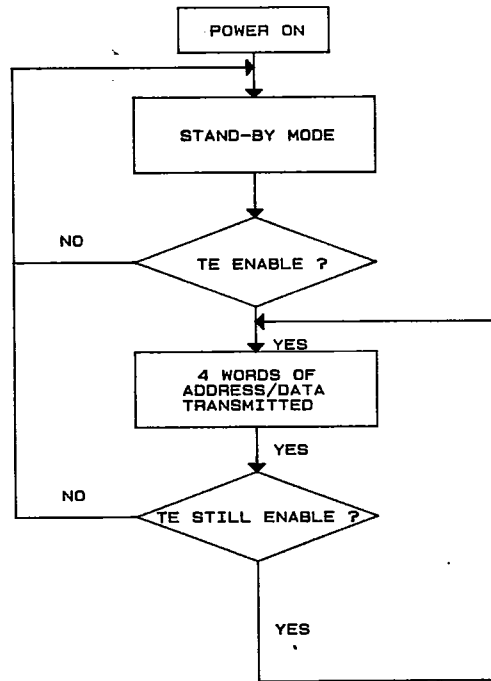 POWER ON
STAND-BY MODE
NO
TE ENABLE ?
YES
4 WORDS OF
ADDRESS/DATA
TRANSMITTED
YES
NO
TE STILL ENABLE ?
YES